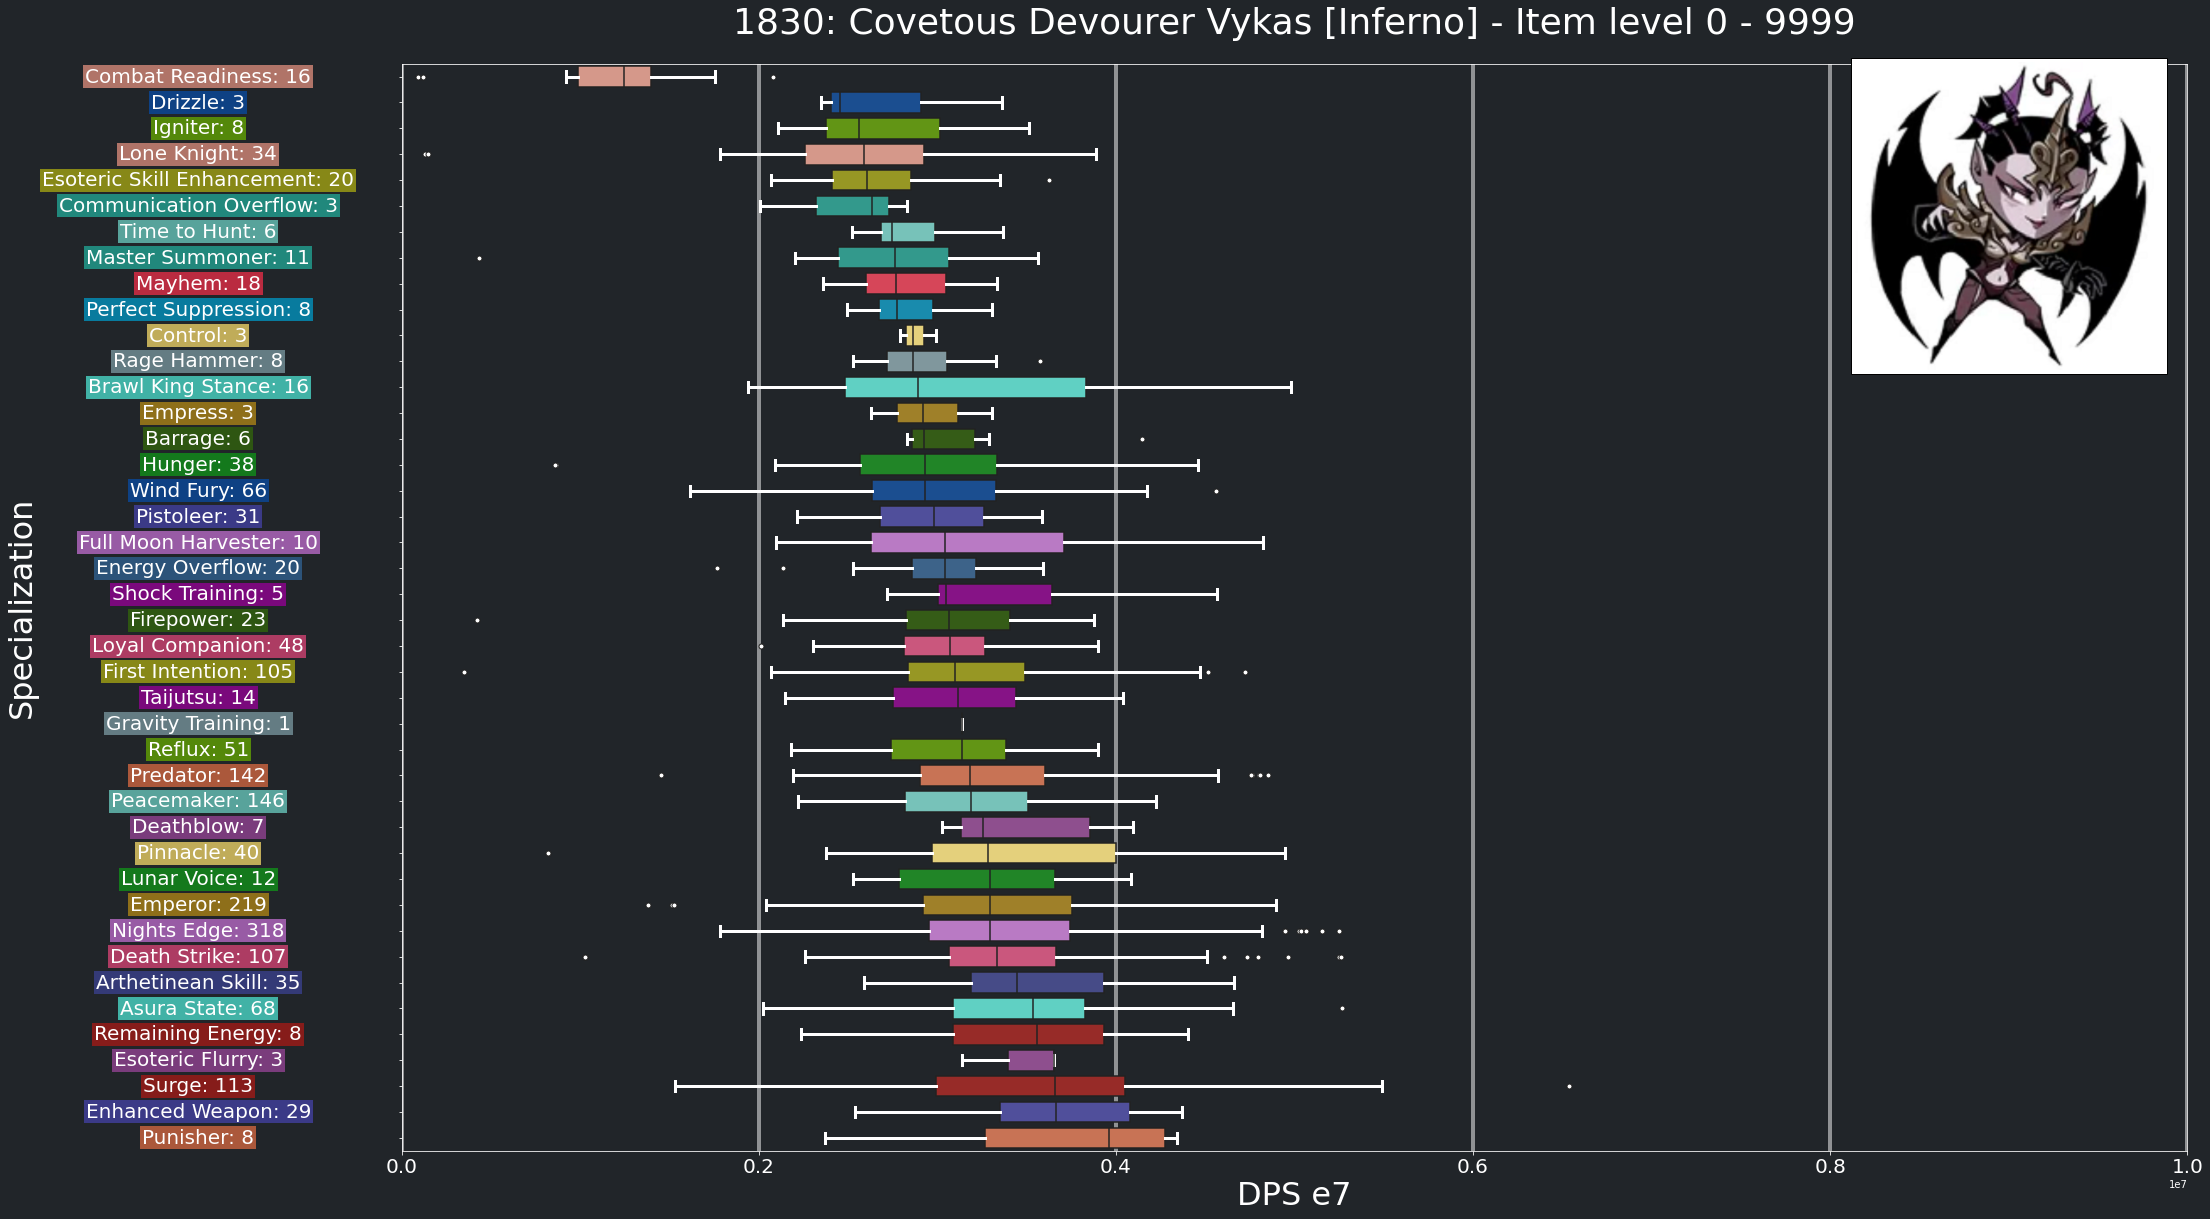 1830: Covetous Devourer Vykas [Inferno] - Item level 0 - 9999
Specialization
Combat Readiness: 16
Drizzle: 3
Igniter: 8
Lone Knight: 34
Esoteric Skill Enhancement: 20
Communication Overflow: 3
Time to Hunt: 6
Master Summoner: 11
Mayhem: 18
Perfect Suppression: 8
Control: 3
Rage Hammer: 8
Brawl King Stance: 16
Empress: 3
Barrage: 6
Hunger: 38
Wind Fury: 66
Pistoleer: 31
Full Moon Harvester: 10
Energy Overflow: 20
Shock Training: 5
Firepower: 23
Loyal Companion: 48
First Intention: 105
Taijutsu: 14
Gravity Training: 1
Reflux: 51
Predator: 142
Peacemaker: 146
Deathblow: 7
Pinnacle: 40
Lunar Voice: 12
Emperor: 219
Nights Edge: 318
Death Strike: 107
Arthetinean Skill: 35
Asura State: 68
Remaining Energy: 8
Esoteric Flurry: 3
Surge: 113
Enhanced Weapon: 29
Punisher: 8
0.0 0.2 0.4 0.6 0.8 1.0
1e7
DPS e7